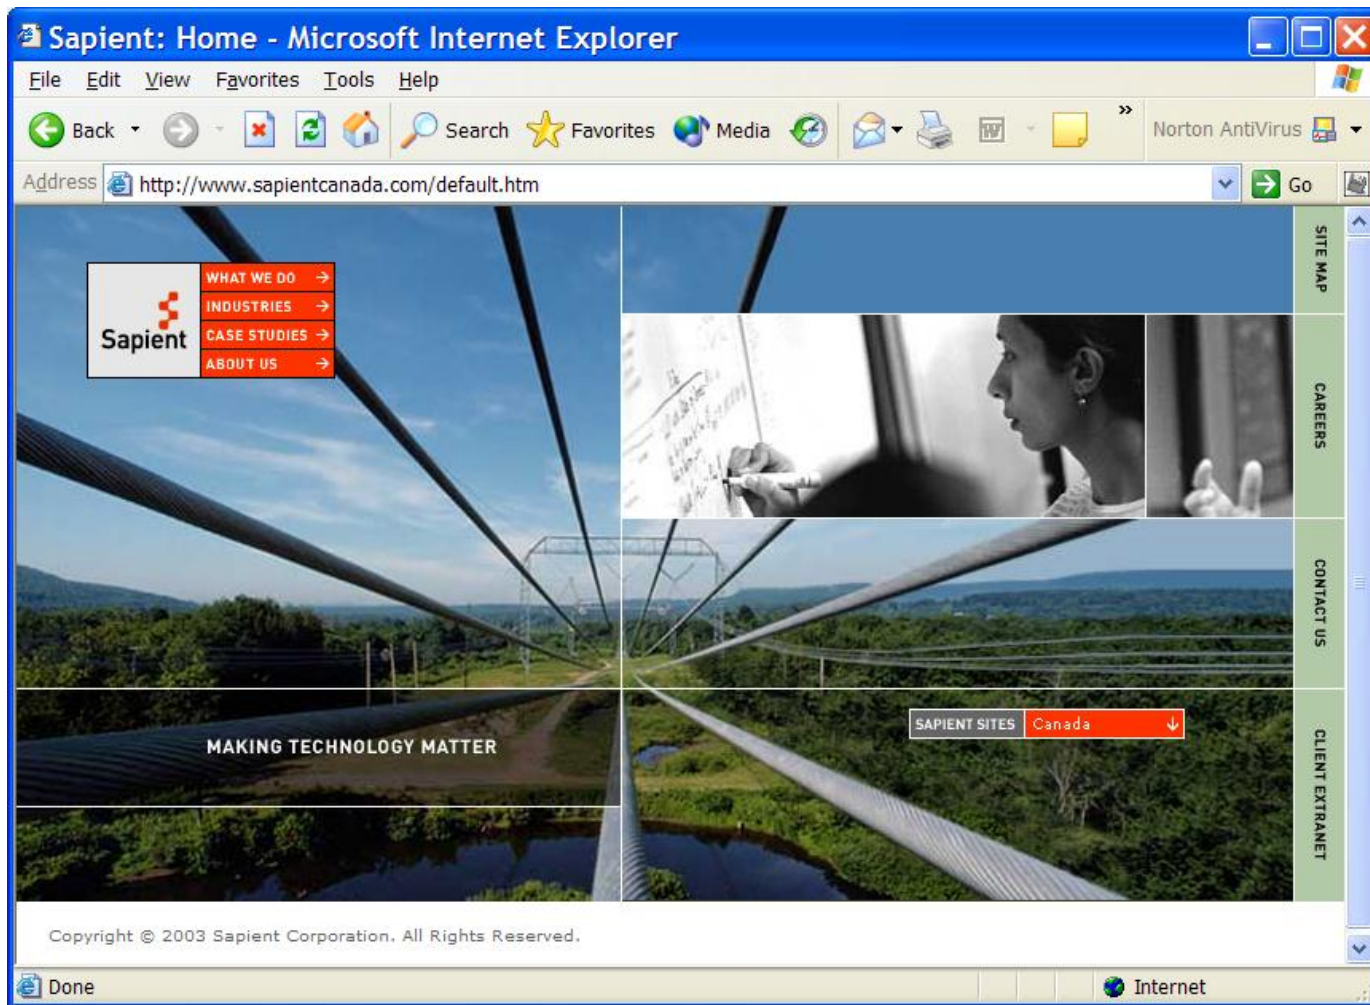 Sapient: Home - Microsoft Internet Explorer
File Edit View Favorites Tools Help
Back Search Favorites Media W » Norton AntiVirus
Address http://www.sapientcanada.com/default.htm Go
SITE MAP
Sapient
WHAT WE DO
INDUSTRIES
CASE STUDIES
ABOUT US
CAREERS
CONTACT US
MAKING TECHNOLOGY MATTER
SAPIENT SITES Canada
CLIENT EXTRANET
Copyright © 2003 Sapient Corporation. All Rights Reserved.
Done Internet